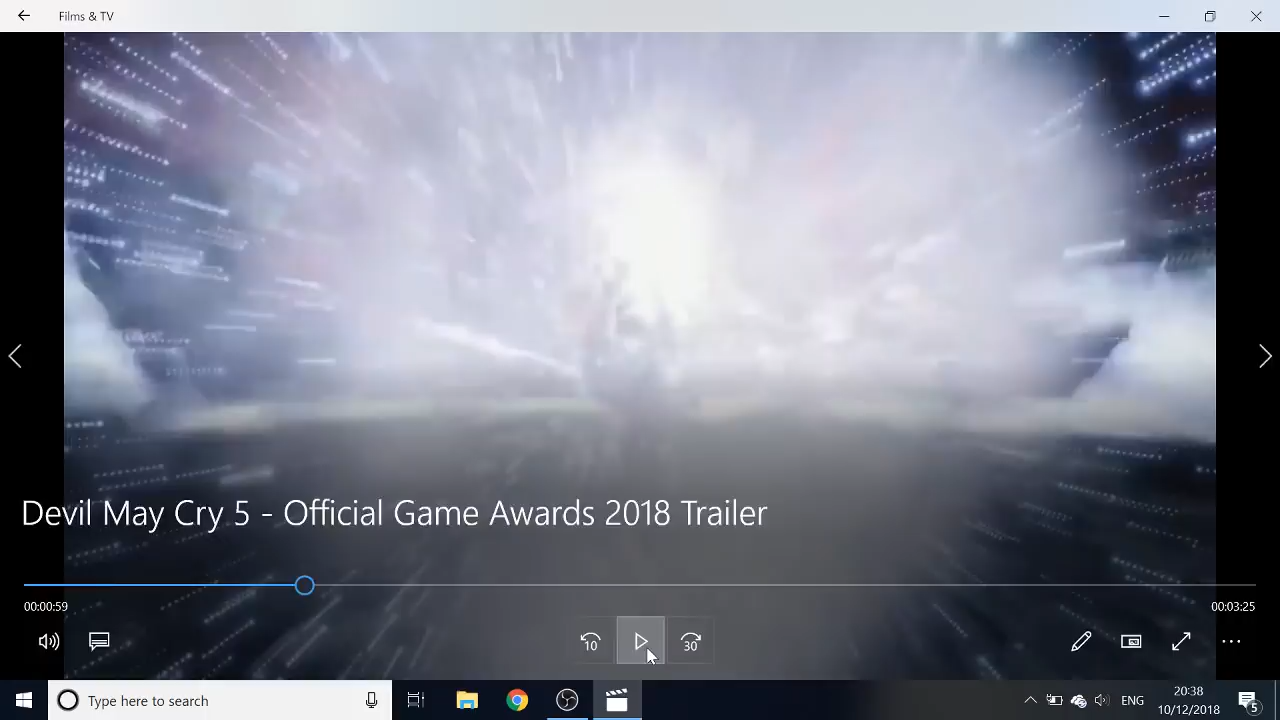 Films & TV
Devil May Cry 5 - Official Game Awards 2018 Trailer
00:00:59
00:03:25
10
30
Type here to search
ENG
20:38
10/12/2018
5